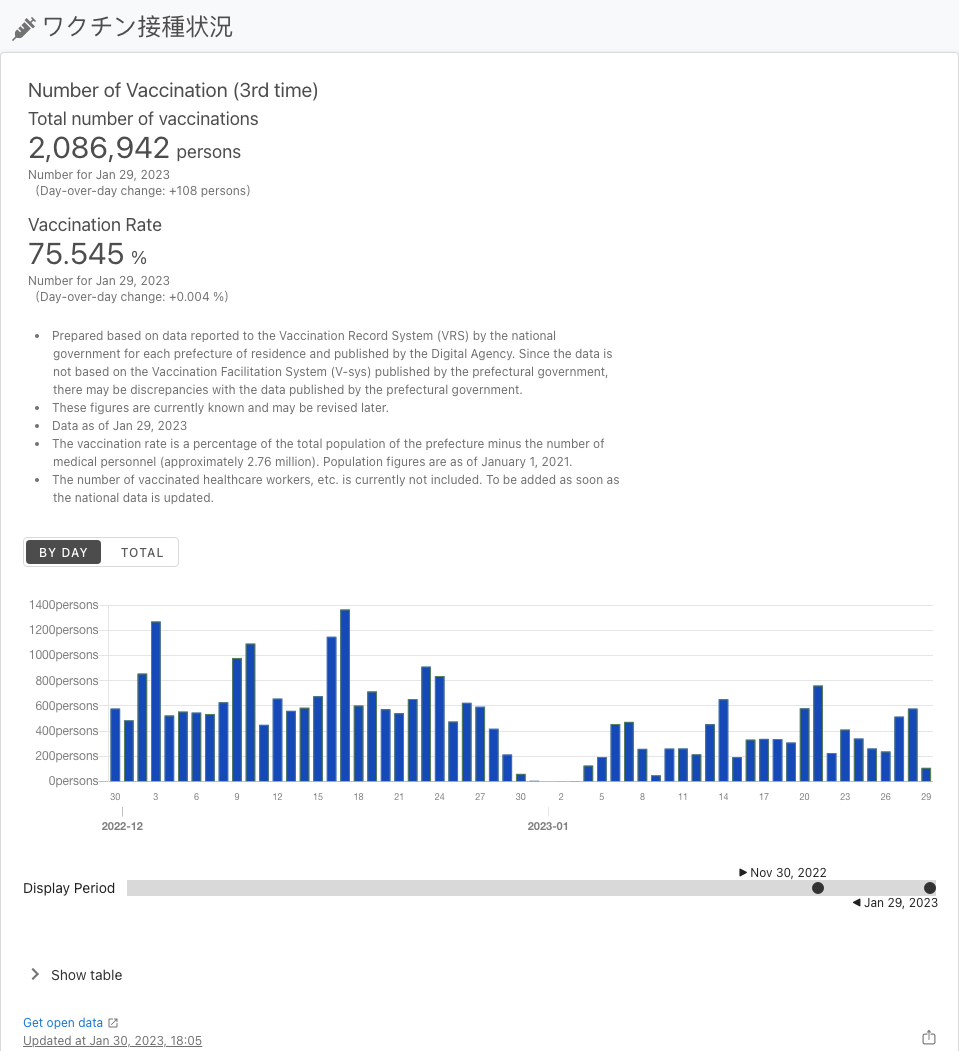 ワクチン接種状況
Number of Vaccination (3rd time)
Total number of vaccinations
2,086,942 persons
Number for Jan 29, 2023
(Day-over-day change: +108 persons)
Vaccination Rate
75.545 %
Number for Jan 29, 2023
(Day-over-day change: +0.004 %)
• Prepared based on data reported to the Vaccination Record System (VRS) by the national
government for each prefecture of residence and published by the Digital Agency. Since the data is
not based on the Vaccination Facilitation System (V-sys) published by the prefectural government,
there may be discrepancies with the data published by the prefectural government.
• These figures are currently known and may be revised later.
• Data as of Jan 29, 2023
• The vaccination rate is a percentage of the total population of the prefecture minus the number of
medical personnel (approximately 2.76 million). Population figures are as of January 1, 2021.
• The number of vaccinated healthcare workers, etc. is currently not included. To be added as soon as
the national data is updated.
BY DAY TOTAL
1400persons
1200persons
1000persons
800persons
600persons
400persons
200persons
0persons
30 3 6 9 12 15 18 21 24 27 30 2 5 8 11 14 17 20 23 26 29
2022-12 2023-01
Nov 30, 2022
Display Period
Jan 29, 2023
Show table
Get open data
Updated at Jan 30, 2023, 18:05